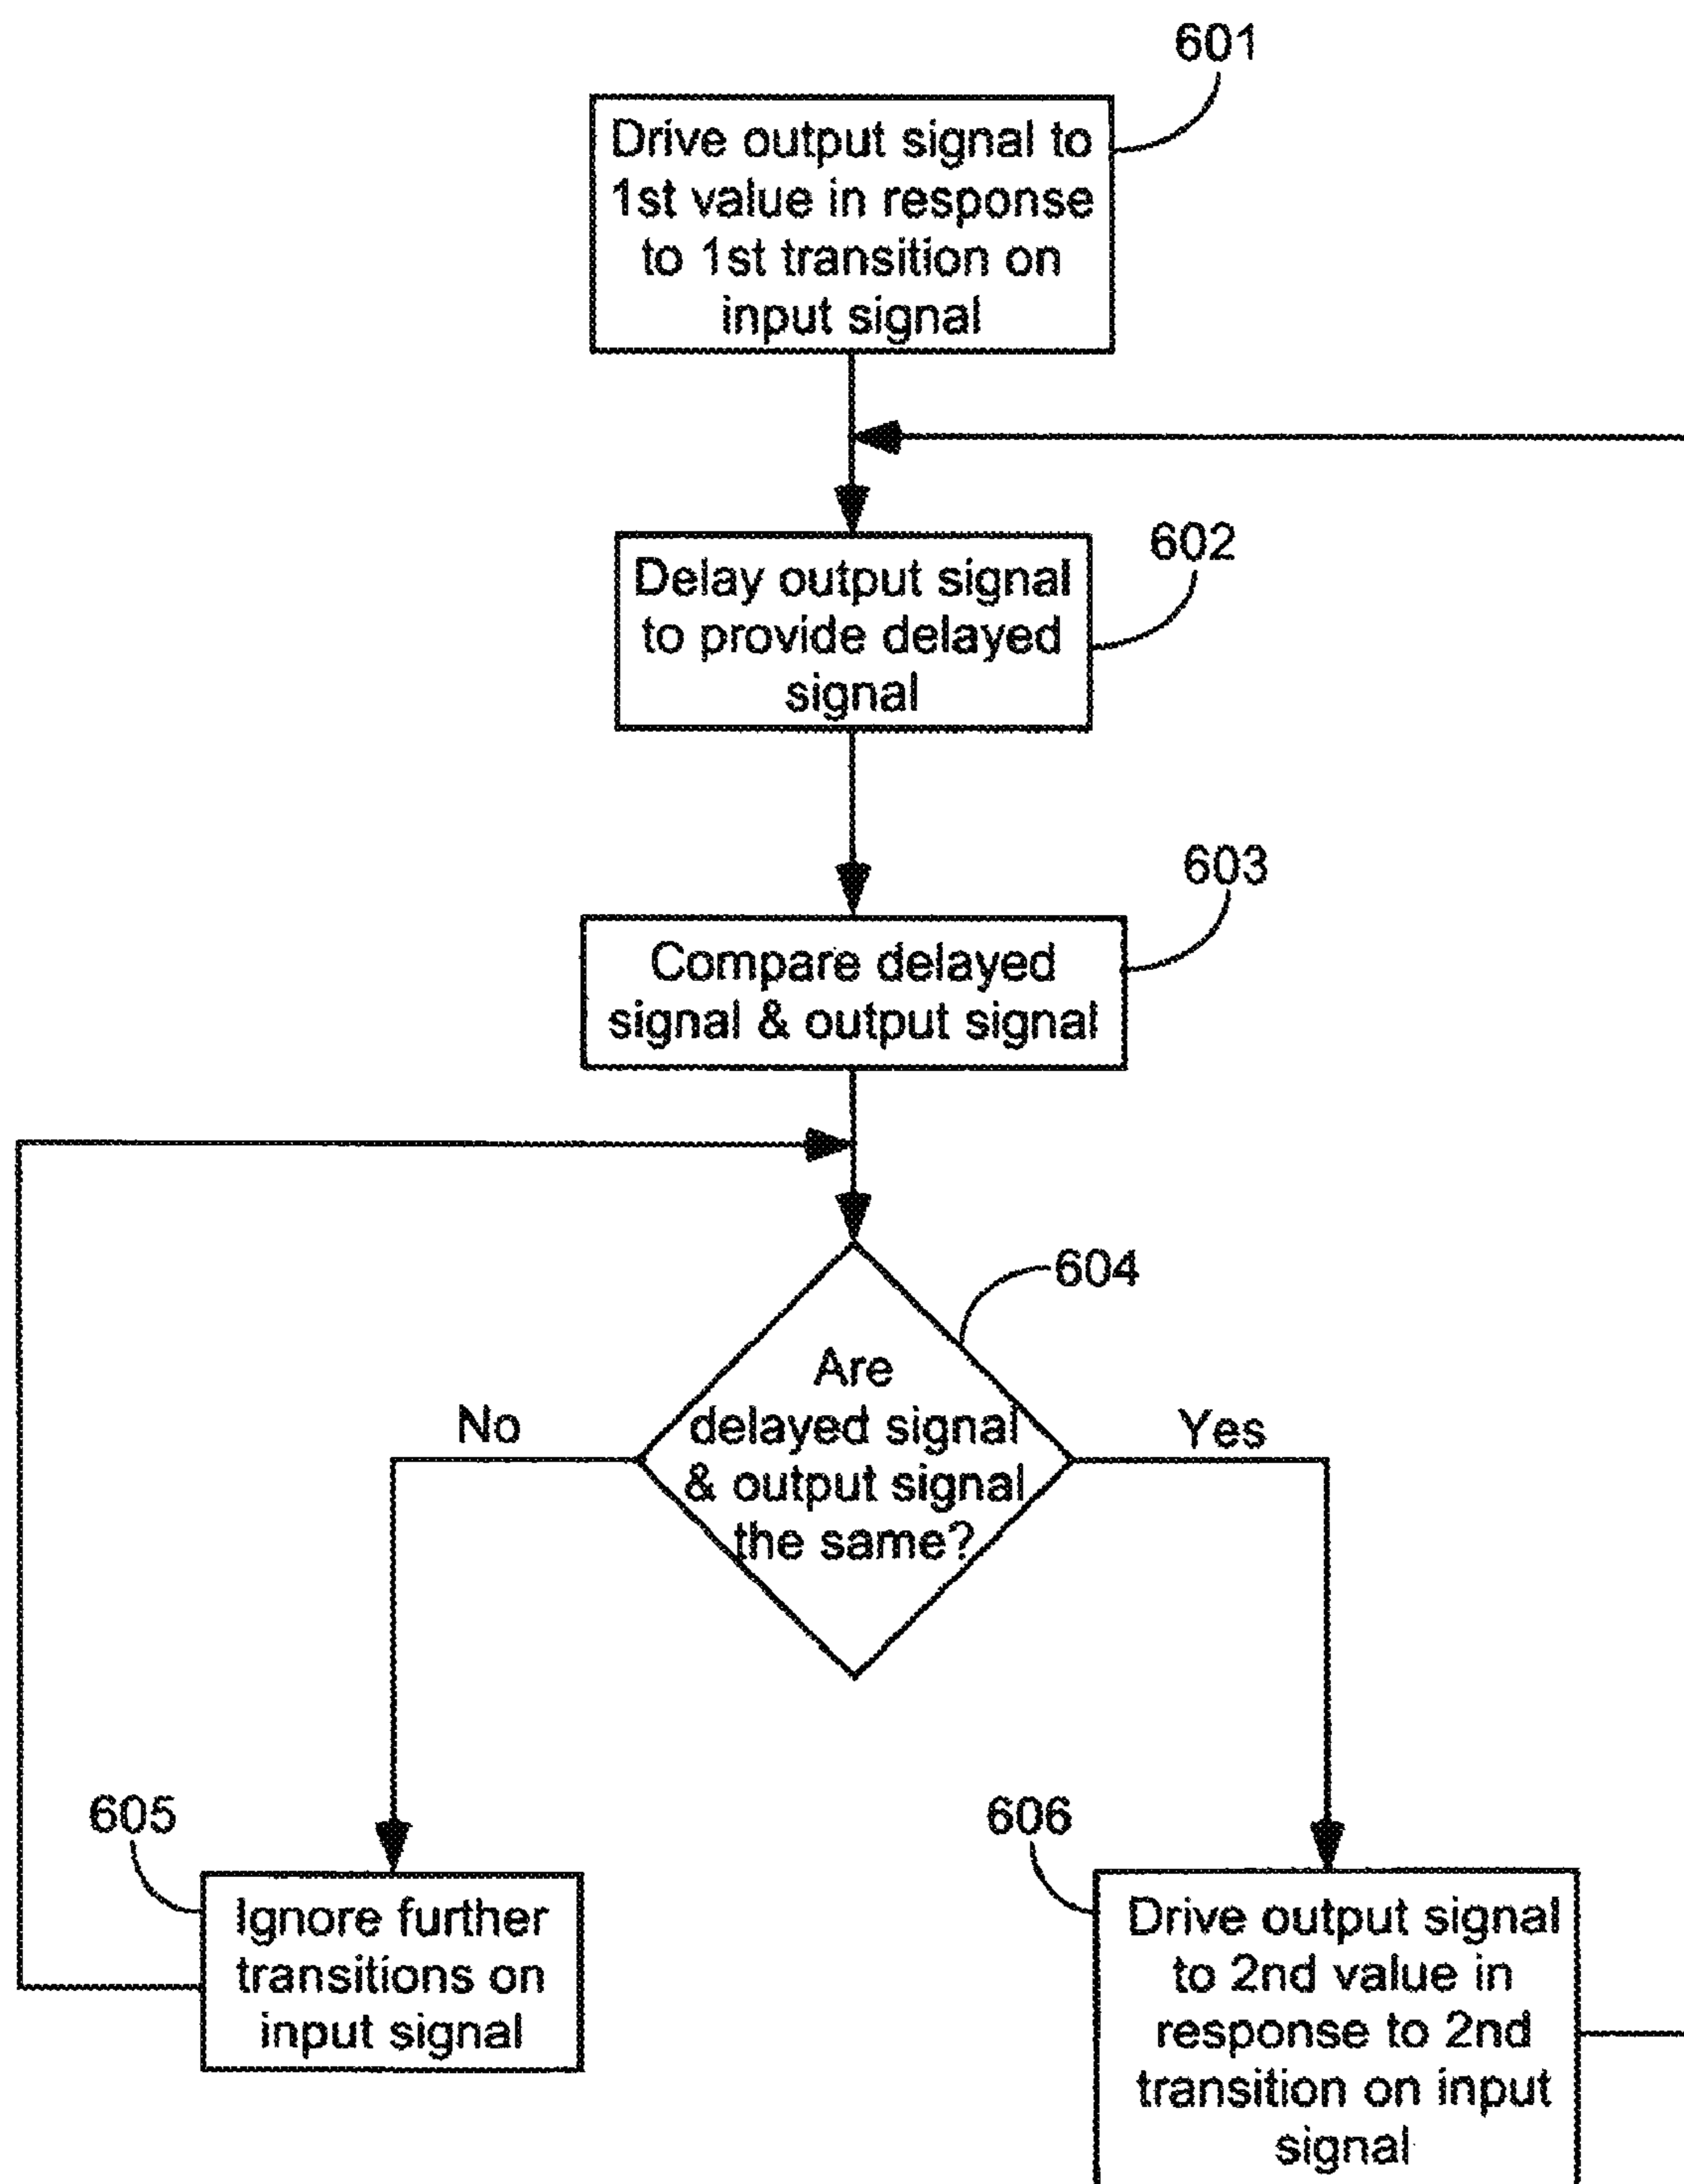 601
Drive output signal to
1st value in response
to 1st transition on
input signal
602
Delay output signal
to provide delayed
signal
603
Compare delayed
signal & output signal
604
Are
delayed signal
& output signal
the same?
No
Yes
605
Ignore further
transitions on
input signal
606
Drive output signal
to 2nd value in
response to 2nd
transition on input
signal